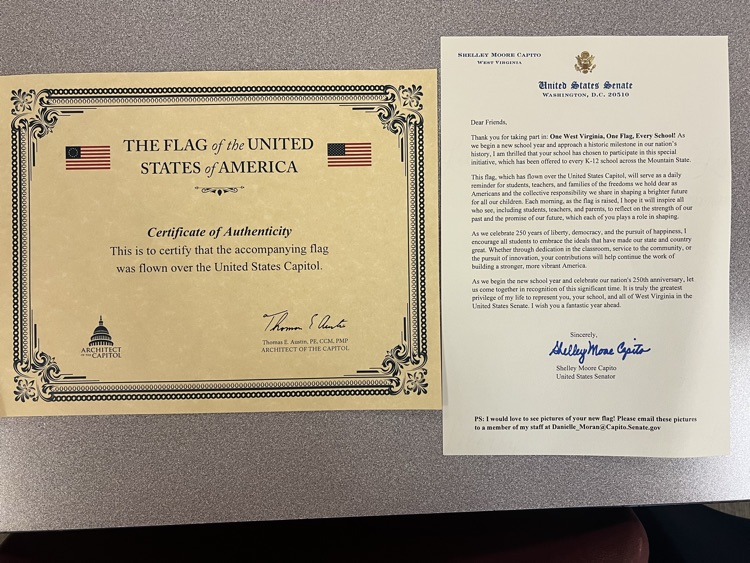 THE FLAG of the UNITED
STATES of AMERICA
Certificate of Authenticity
This is to certify that the accompanying flag
was flown over the United States Capitol.
ARCHITECT
OF THE CAPITOL
Thomas E Austin
Thomas E. Austin, PE, CCM, PMP
ARCHITECT OF THE CAPITOL
SHELLEY MOORE CAPITO
WEST VIRGINIA
United States Senate
WASHINGTON, D.C. 20510
Dear Friends,
Thank you for taking part in: One West Virginia, One Flag, Every School! As
we begin a new school year and approach a historic milestone in our nation's
history, I am thrilled that your school has chosen to participate in this special
initiative, which has been offered to every K-12 school across the Mountain State.
This flag, which has flown over the United States Capitol, will serve as a daily
reminder for students, teachers, and families of the freedoms we hold dear as
Americans and the collective responsibility we share in shaping a brighter future
for all our children. Each morning, as the flag is raised, I hope it will inspire all
who see, including students, teachers, and parents, to reflect on the strength of our
past and the promise of our future, which each of you plays a role in shaping.
As we celebrate 250 years of liberty, democracy, and the pursuit of happiness, I
encourage all students to embrace the ideals that have made our state and country
great. Whether through dedication in the classroom, service to the community, or
the pursuit of innovation, your contributions will help continue the work of
building a stronger, more vibrant America.
As we begin the new school year and celebrate our nation's 250th anniversary, let
us come together in recognition of this significant time. It is truly the greatest
privilege of my life to represent you, your school, and all of West Virginia in the
United States Senate. I wish you a fantastic year ahead.
Sincerely,
Shelley Moore Capito
Shelley Moore Capito
United States Senator
PS: I would love to see pictures of your new flag! Please email these pictures
to a member of my staff at Danielle_Moran@Capito.Senate.gov